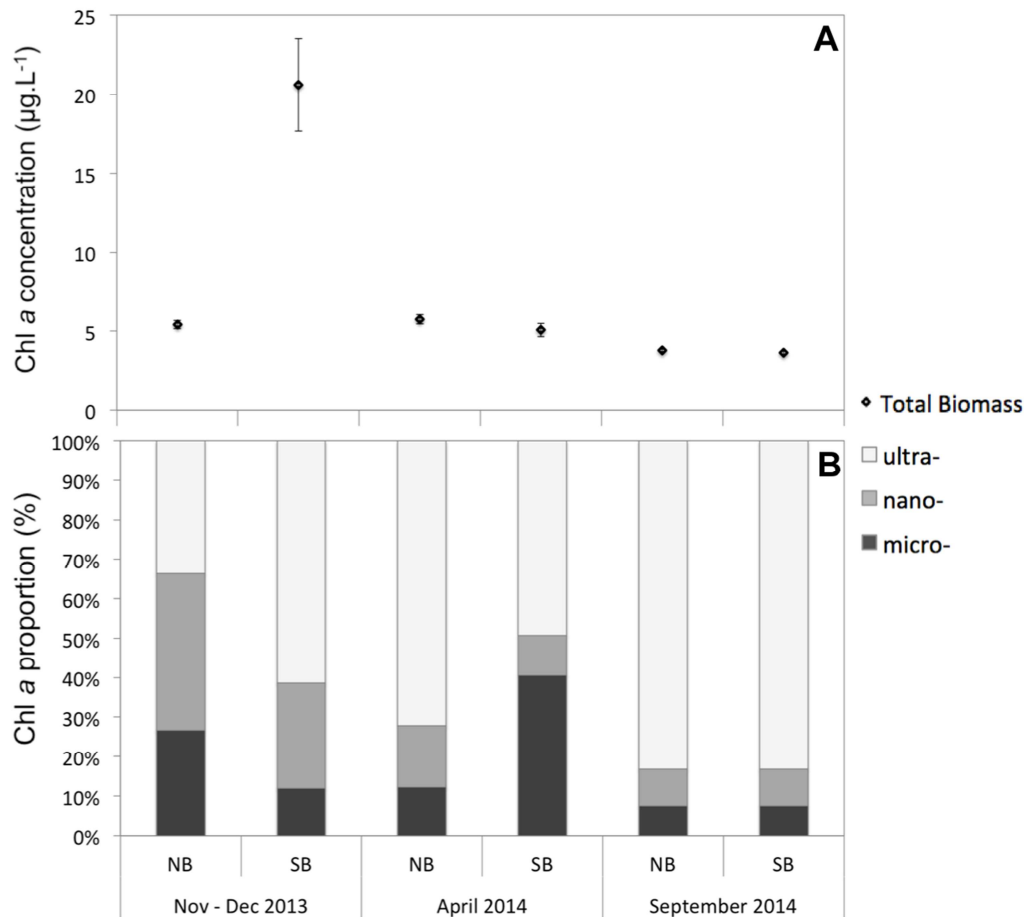 A
Chl a concentration (µg.L-1)
25
20
15
10
5
0
Total Biomass
B
Chl a proportion (%)
100%
90%
80%
70%
60%
50%
40%
30%
20%
10%
0%
ultra-
nano-
micro-
NB SB NB SB NB SB
Nov - Dec 2013 April 2014 September 2014